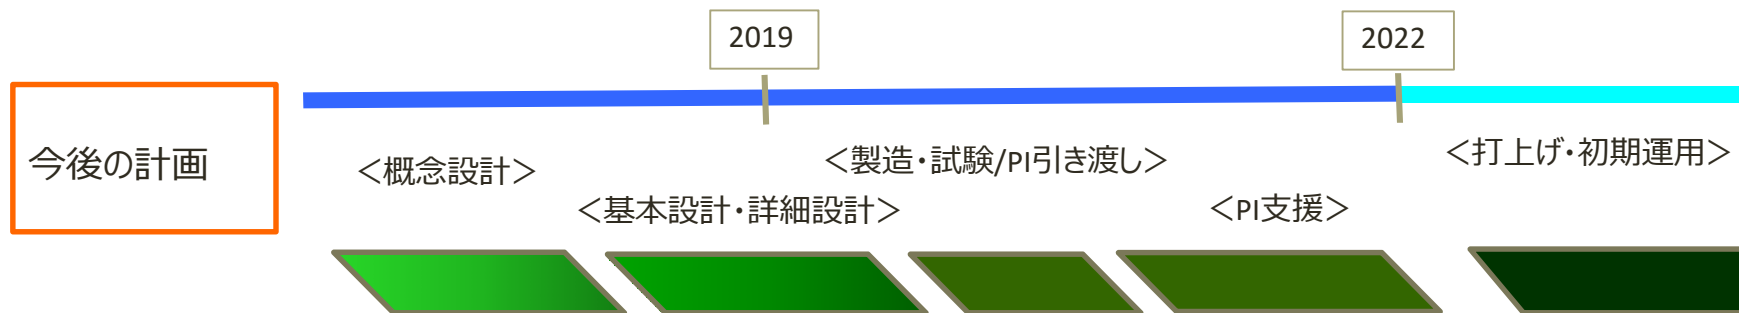 2019
2022
今後の計画
＜概念設計＞
＜製造・試験/PI引き渡し＞
＜打上げ・初期運用＞
＜基本設計・詳細設計＞
＜PI支援＞